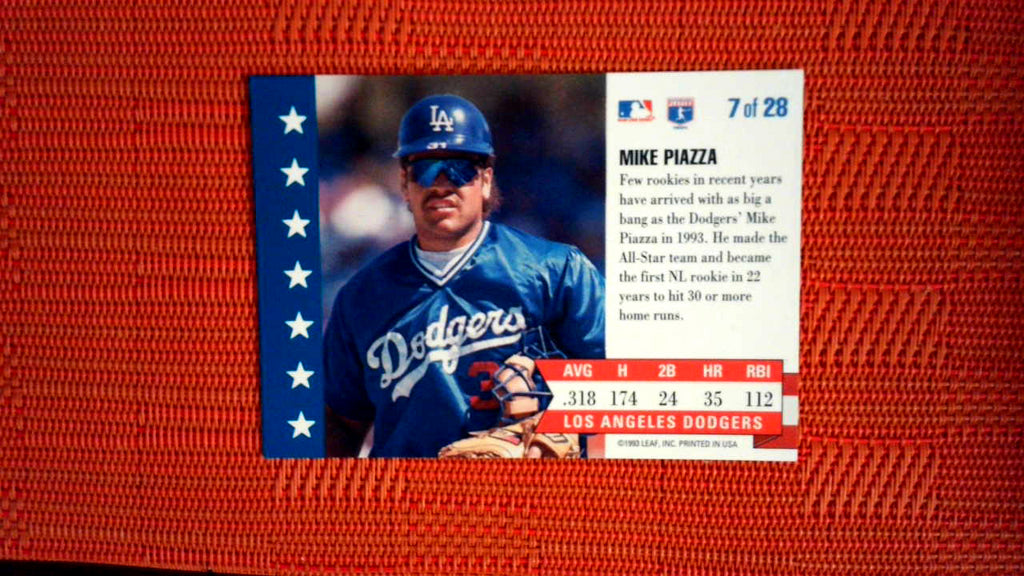 LA
31
Dodgers
3
7 of 28
MIKE PIAZZA
Few rookies in recent years
have arrived with as big a
bang as the Dodgers' Mike
Piazza in 1993. He made the
All-Star team and became
the first NL rookie in 22
years to hit 30 or more
home runs.
AVG H 2B HR RBI
.318 174 24 35 112
LOS ANGELES DODGERS
©1993 LEAF, INC. PRINTED IN USA